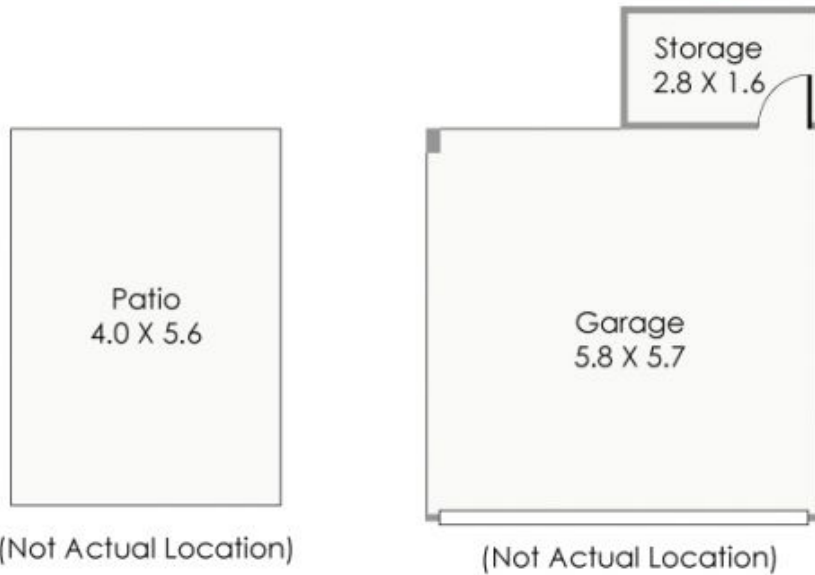 Storage
2.8 X 1.6
Patio
4.0 X 5.6
Garage
5.8 X 5.7
(Not Actual Location)
(Not Actual Location)